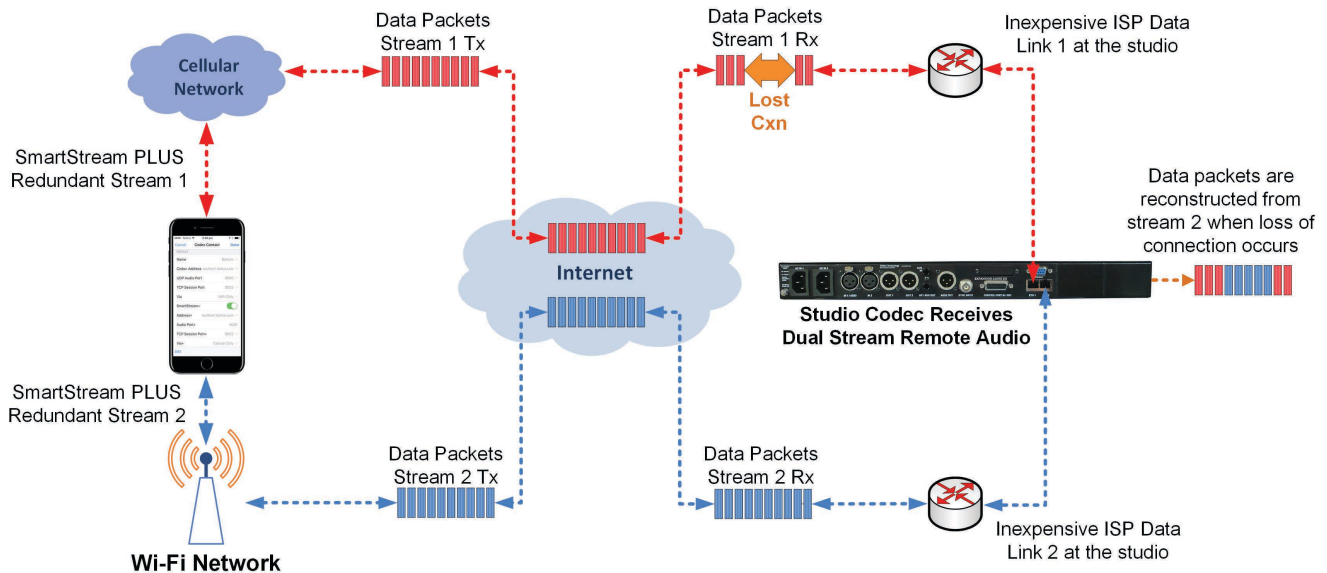 Data Packets
Stream 1 Tx
Data Packets
Stream 1 Rx
Inexpensive ISP Data
Link 1 at the studio
Cellular
Network
Lost
Cxn
SmartStream PLUS
Redundant Stream 1
Data packets are
reconstructed from
stream 2 when loss of
connection occurs
Codec Contact
Internet
Studio Codec Receives
Dual Stream Remote Audio
SmartStream PLUS
Redundant Stream 2
Data Packets
Stream 2 Tx
Data Packets
Stream 2 Rx
Inexpensive ISP Data
Link 2 at the studio
Wi-Fi Network